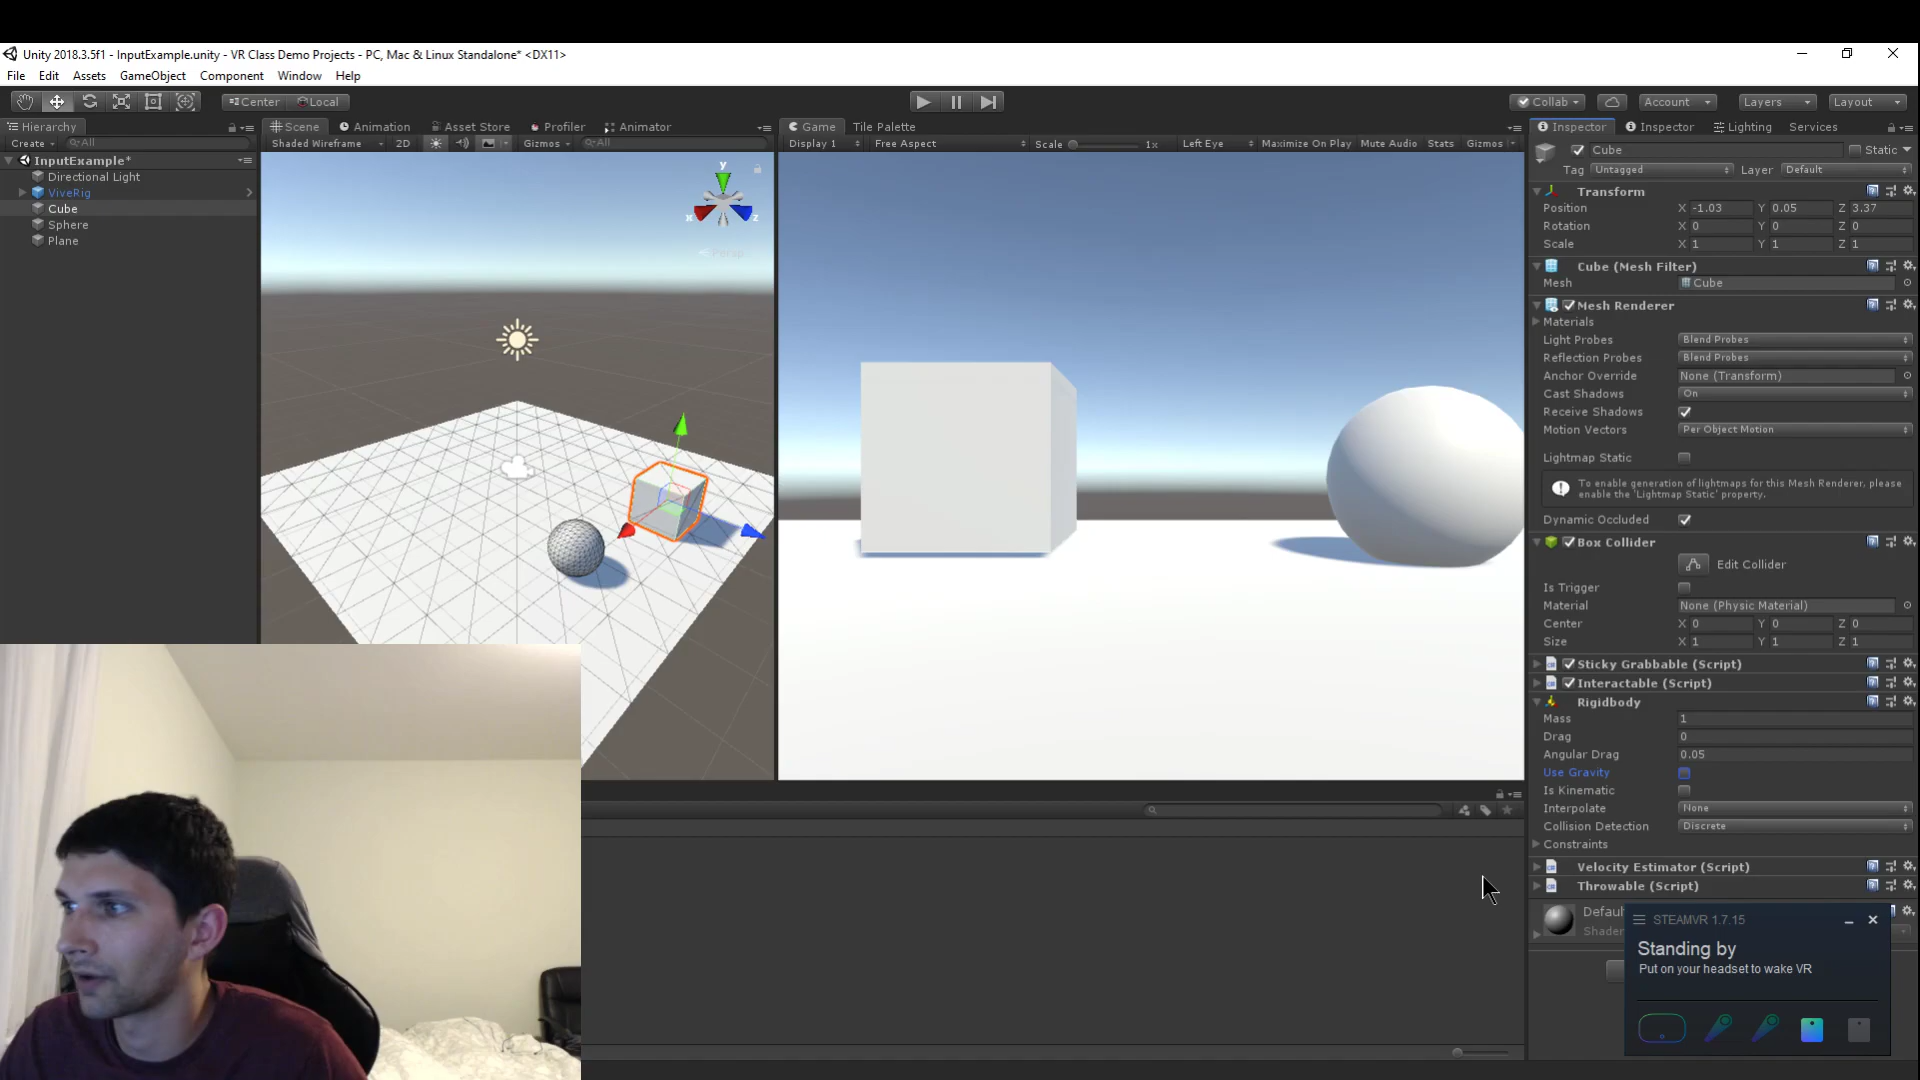 Unity 2018.3.5f1 - InputExample.unity - VR Class Demo Projects - PC, Mac & Linux Standalone* <DX11>
File Edit Assets GameObject Component Window Help
Center Local Collab Account Layers Layout
Hierarchy Scene Animation Asset Store Profiler Animator Game Tile Palette Inspector Inspector Lighting Services
Create All Shaded Wireframe 2D Gizmos All Display 1 Free Aspect Scale 1x Left Eye Maximize On Play Mute Audio Stats Gizmos
InputExample*
Directional Light
ViveRig
Cube
Sphere
Plane
y
x z
Persp
Cube Static
Tag Untagged Layer Default
Transform
Position X -1.03 Y 0.05 Z 3.37
Rotation X 0 Y 0 Z 0
Scale X 1 Y 1 Z 1
Cube (Mesh Filter)
Mesh Cube
Mesh Renderer
Materials
Light Probes Blend Probes
Reflection Probes Blend Probes
Anchor Override None (Transform)
Cast Shadows On
Receive Shadows
Motion Vectors Per Object Motion
Lightmap Static
To enable generation of lightmaps for this Mesh Renderer, please
enable the 'Lightmap Static' property.
Dynamic Occluded
Box Collider
Edit Collider
Is Trigger
Material None (Physic Material)
Center X 0 Y 0 Z 0
Size X 1 Y 1 Z 1
Sticky Grabbable (Script)
Interactable (Script)
Rigidbody
Mass 1
Drag 0
Angular Drag 0.05
Use Gravity
Is Kinematic
Interpolate None
Collision Detection Discrete
Constraints
Velocity Estimator (Script)
Throwable (Script)
Defau
Shader
STEAMVR 1.7.15
Standing by
Put on your headset to wake VR